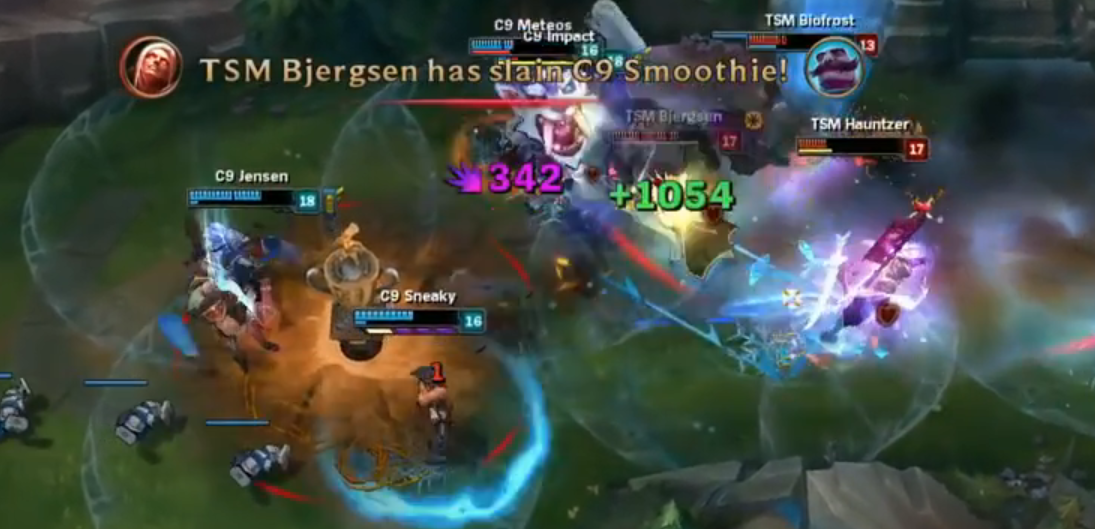 C9 Meteos
C9 Impact
16
TSM Biofrost
13
TSM Bjergsen has slain C9 Smoothie!
TSM Bjergsen
17
TSM Hauntzer
17
342
+1054
C9 Jensen
18
C9 Sneaky
16
1